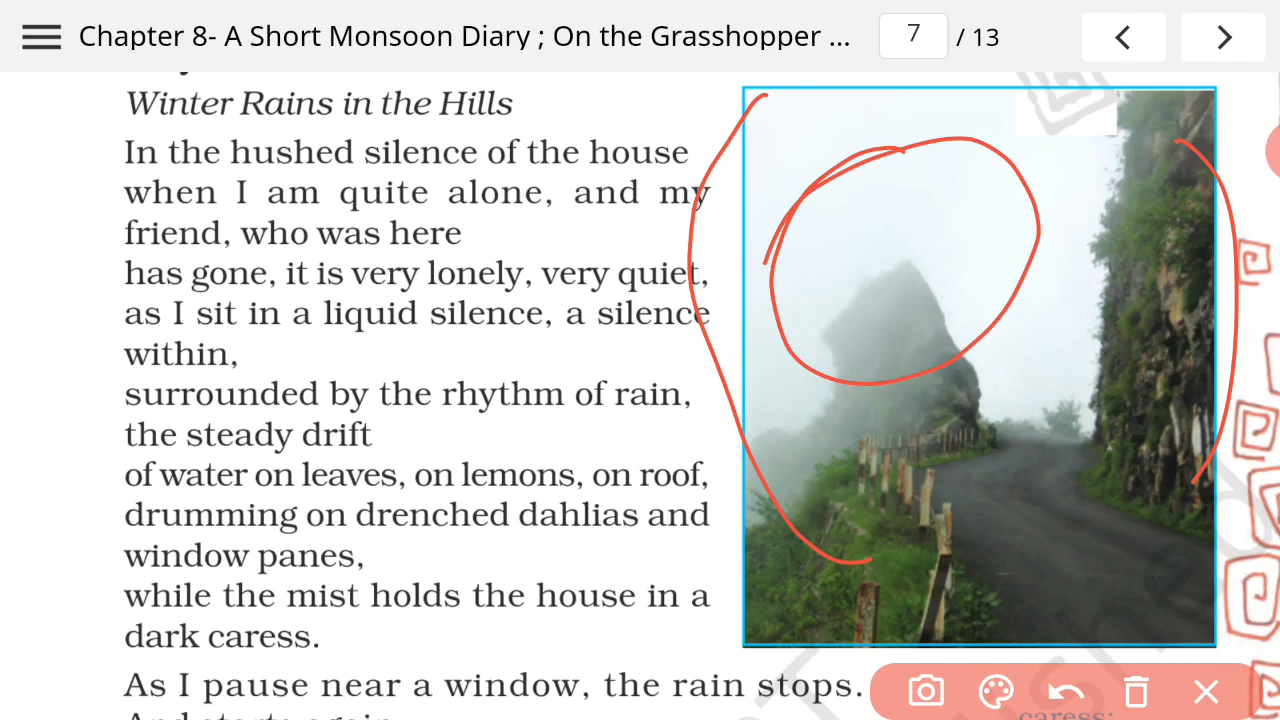 Chapter 8- A Short Monsoon Diary ; On the Grasshopper ...
7 / 13
Winter Rains in the Hills
In the hushed silence of the house
when I am quite alone, and my
friend, who was here
has gone, it is very lonely, very quiet,
as I sit in a liquid silence, a silence
within,
surrounded by the rhythm of rain,
the steady drift
of water on leaves, on lemons, on roof,
drumming on drenched dahlias and
window panes,
while the mist holds the house in a
dark caress.
As I pause near a window, the rain stops.
And starts again
caress: